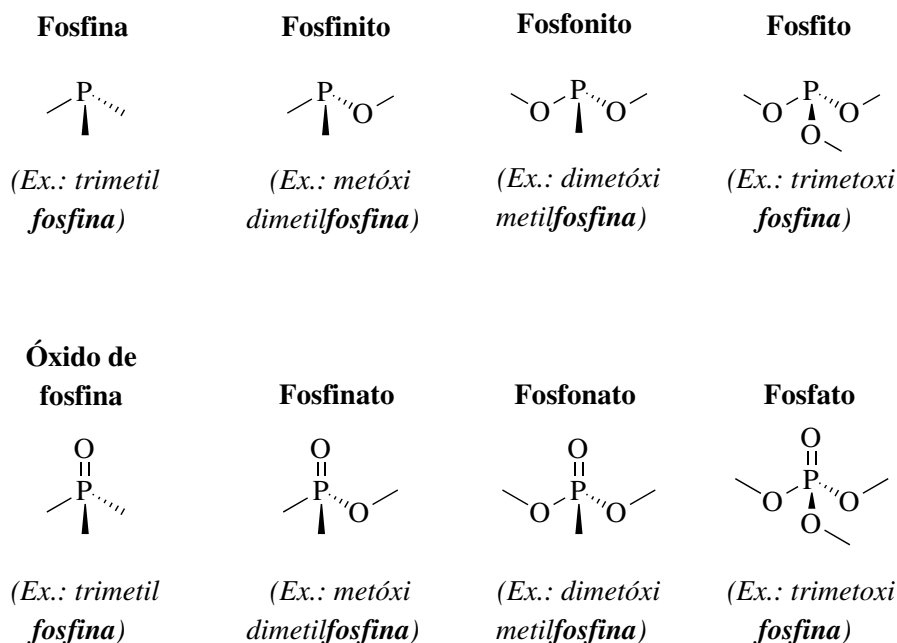 Fosfina
Fosfinito
Fosfonito
Fosfito
P
P
O
O
P
O
O
P
O
O
(Ex.: trimetil
fosfina)
(Ex.: metóxi
dimetilfosfina)
(Ex.: dimetóxi
metilfosfina)
(Ex.: trimetoxi
fosfina)
Óxido de
fosfina
Fosfinato
Fosfonato
Fosfato
O
P
O
P
O
O
O
P
O
O
O
P
O
O
(Ex.: trimetil
fosfina)
(Ex.: metóxi
dimetilfosfina)
(Ex.: dimetóxi
metilfosfina)
(Ex.: trimetoxi
fosfina)